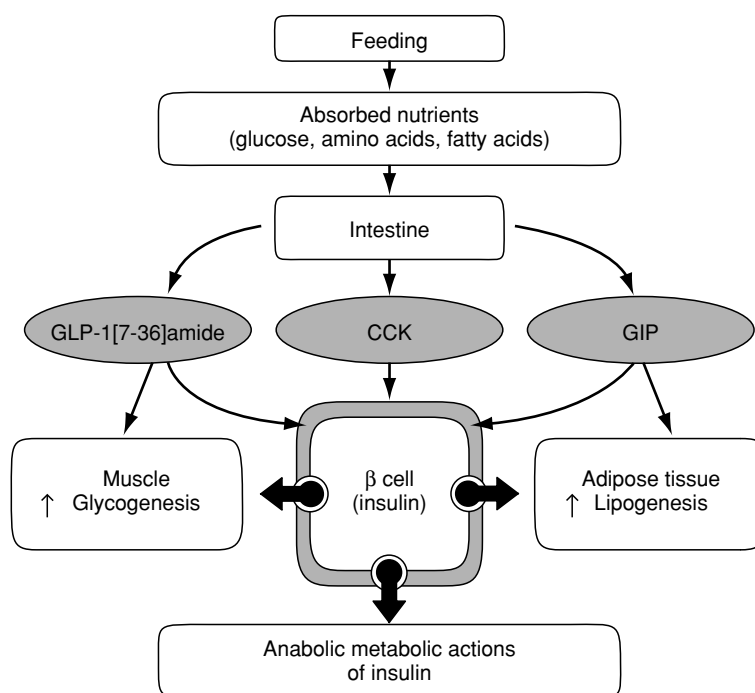 Feeding
Absorbed nutrients
(glucose, amino acids, fatty acids)
Intestine
GLP-1[7-36]amide
CCK
GIP
Muscle
↑ Glycogenesis
β cell
(insulin)
Adipose tissue
↑ Lipogenesis
Anabolic metabolic actions
of insulin